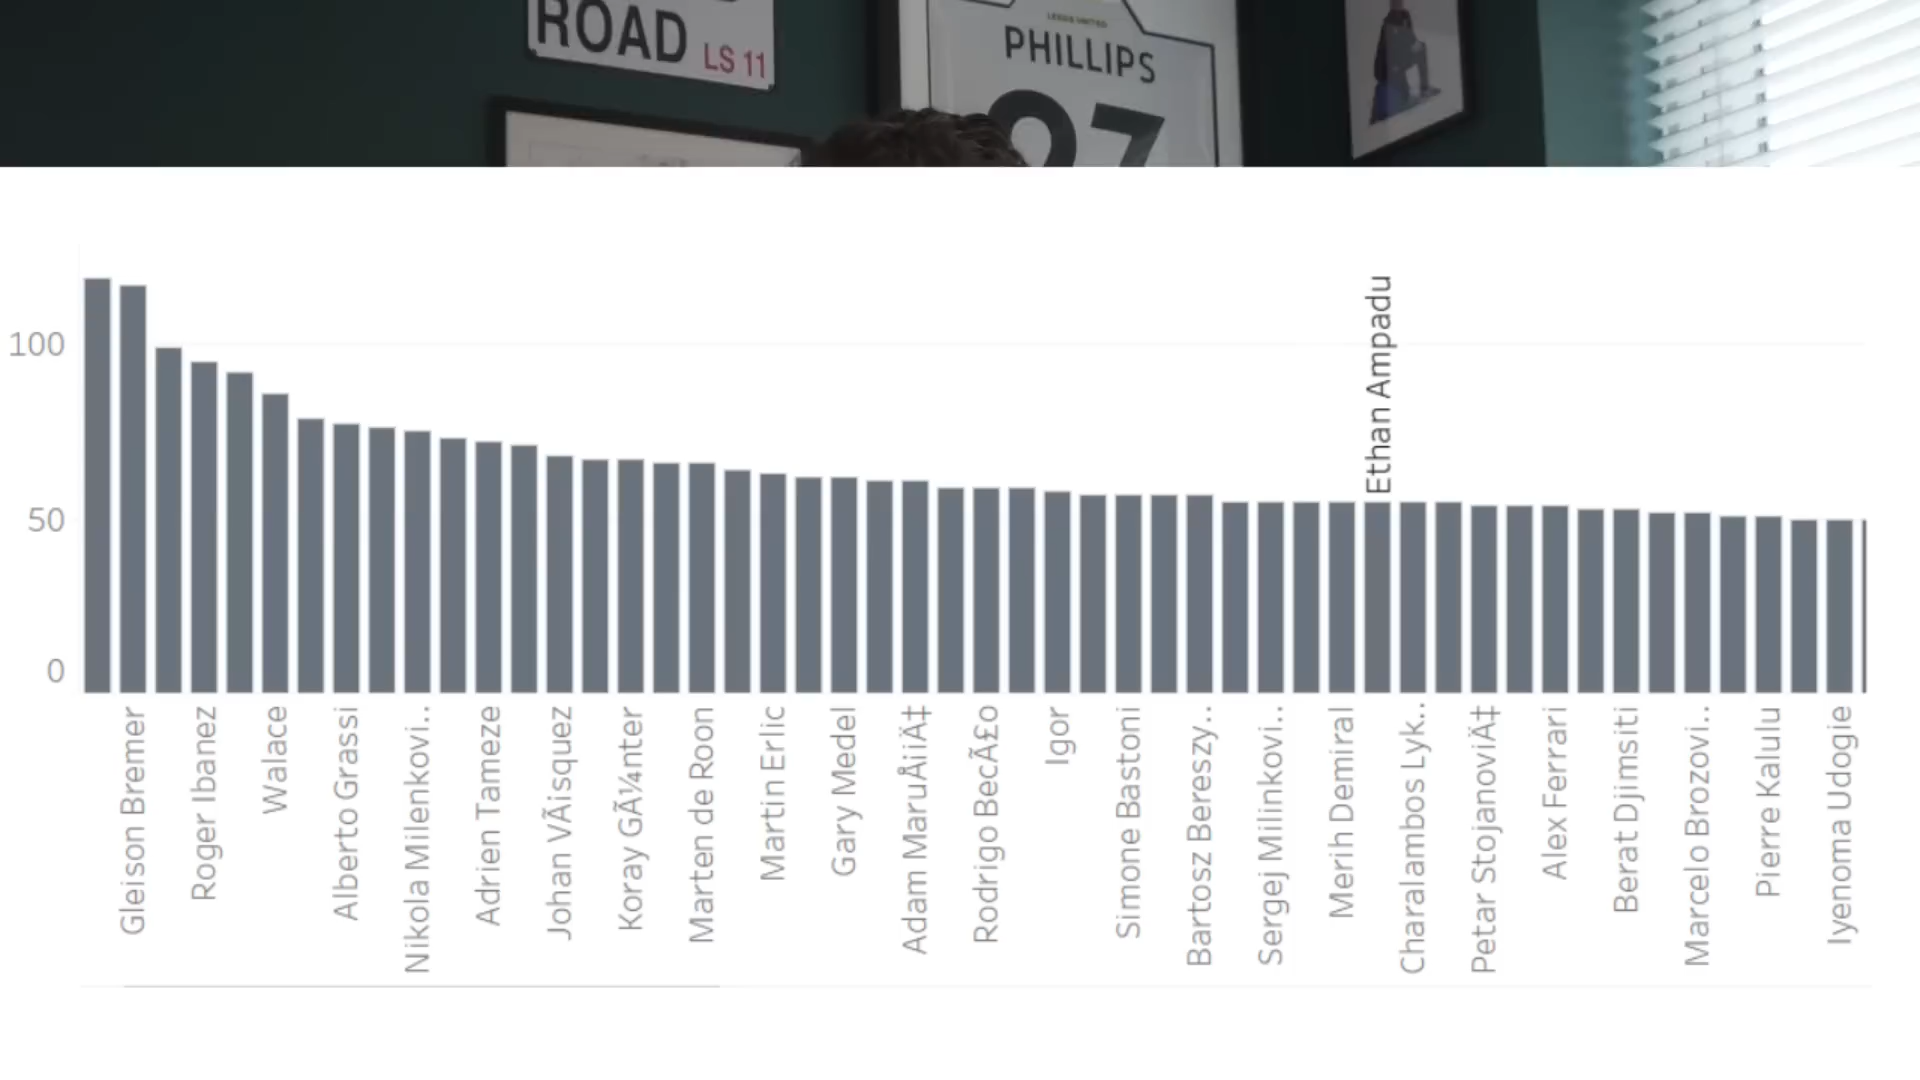 ROAD LS 11
LEEDS UNITED
PHILLIPS
100
50
0
Ethan Ampadu
Gleison Bremer
Roger Ibanez
Walace
Alberto Grassi
Nikola Milenkovi..
Adrien Tameze
Johan VÃ¡squez
Koray GÃ¼nter
Marten de Roon
Martin Erlic
Gary Medel
Adam MaruÅ¡iÄ‡
Rodrigo BecÃ£o
Igor
Simone Bastoni
Bartosz Bereszy..
Sergej Milinkovi..
Merih Demiral
Charalambos Lyk..
Petar StojanoviÄ‡
Alex Ferrari
Berat Djimsiti
Marcelo Brozovi..
Pierre Kalulu
Iyenoma Udogie